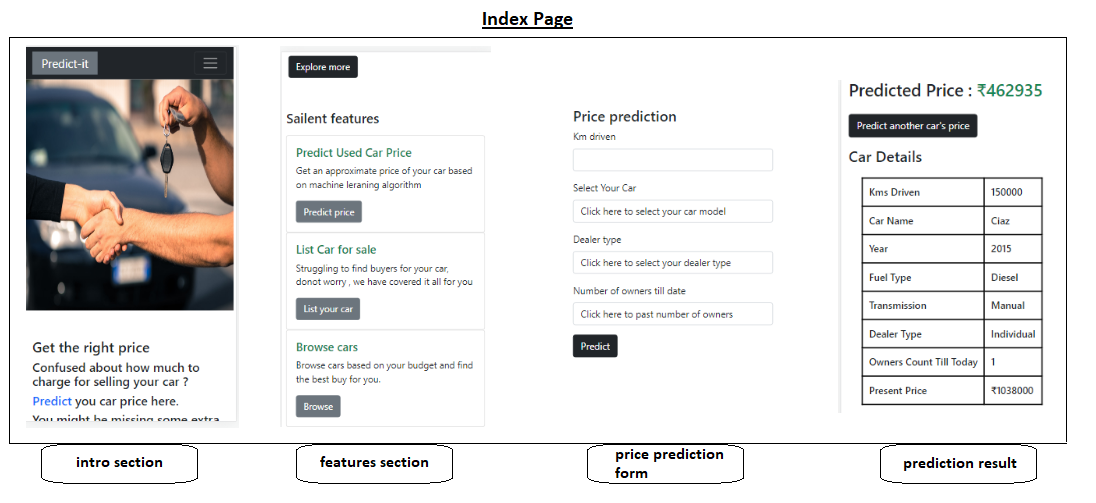 Index Page
Predict-it
Get the right price
Confused about how much to
charge for selling your car ?
Predict you car price here.
You might be missing some extra
Explore more
Sailent features
Predict Used Car Price
Get an approximate price of your car based
on machine leraning algorithm
Predict price
List Car for sale
Struggling to find buyers for your car,
donot worry , we have covered it all for you
List your car
Browse cars
Browse cars based on your budget and find
the best buy for you.
Browse
Price prediction
Km driven
Select Your Car
Click here to select your car model
Dealer type
Click here to select your dealer type
Number of owners till date
Click here to past number of owners
Predict
Predicted Price : ₹462935
Predict another car's price
Car Details
Kms Driven 150000
Car Name Ciaz
Year 2015
Fuel Type Diesel
Transmission Manual
Dealer Type Individual
Owners Count Till Today 1
Present Price ₹1038000
intro section
features section
price prediction
form
prediction result